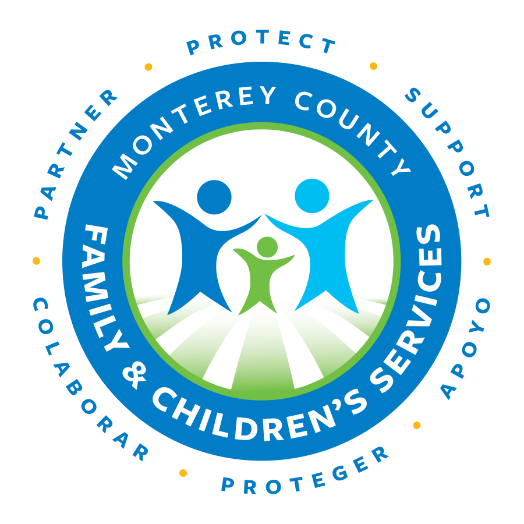 PARTNER • PROTECT • SUPPORT
MONTEREY COUNTY
FAMILY & CHILDREN'S SERVICES
COLABORAR • PROTEGER • APOYO